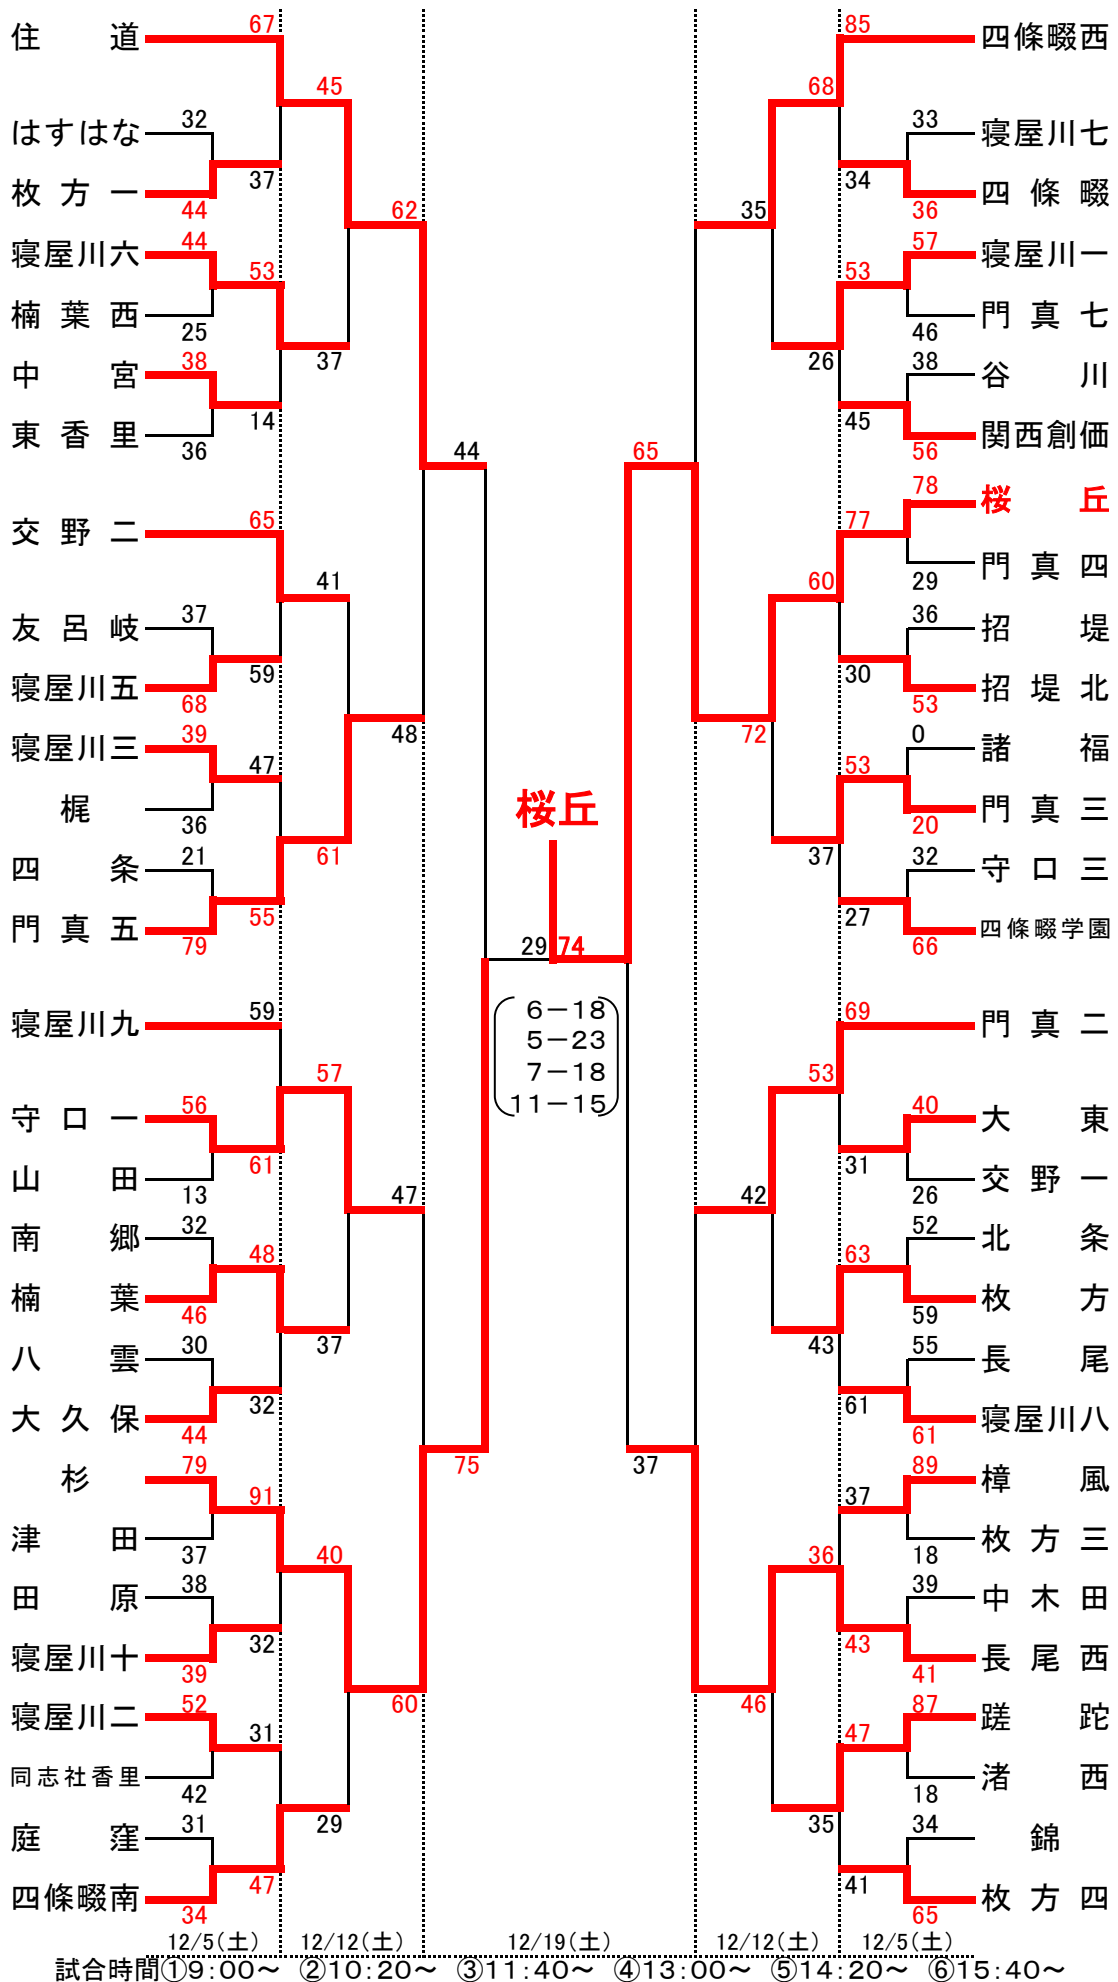 67 85
住道 四條畷西
45 68
はすはな 32 33 寝屋川七
37 34
枚方一 44 36 四條畷
62 35
寝屋川六 44 57 寝屋川一
53 53
楠葉西 25 46 門真七
37 26
中宮 38 38 谷川
14 45
東香里 36 56 関西創価
44 65
78 桜丘
交野二 65 77
29 門真四
41 60
友呂岐 37 36 招堤
59 30
寝屋川五 68 53 招堤北
48 72
寝屋川三 39 0 諸福
47 53
梶 36 20 門真三
桜丘
61 37
四条 21 32 守口三
55 27
門真五 79 66 四條畷学園
29 74
寝屋川九 59 69 門真二
6－18
5－23
7－18
11－15
57 53
守口一 56 40 大東
61 31
山田 13 26 交野一
47 42
南郷 32 52 北条
48 63
楠葉 46 59 枚方
37 43
八雲 30 55 長尾
32 61
大久保 44 61 寝屋川八
75 37
杉 79 89 樟風
91 37
津田 37 18 枚方三
40 36
田原 38 39 中木田
32 43
寝屋川十 39 41 長尾西
60 46
寝屋川二 52 87 蹉跎
31 47
同志社香里 42 18 渚西
29 35
庭窪 31 34 錦
47 41
四條畷南 34 65 枚方四
12/5(土) 12/12(土) 12/19(土) 12/12(土) 12/5(土)
試合時間①9:00～ ②10:20～ ③11:40～ ④13:00～ ⑤14:20～ ⑥15:40～